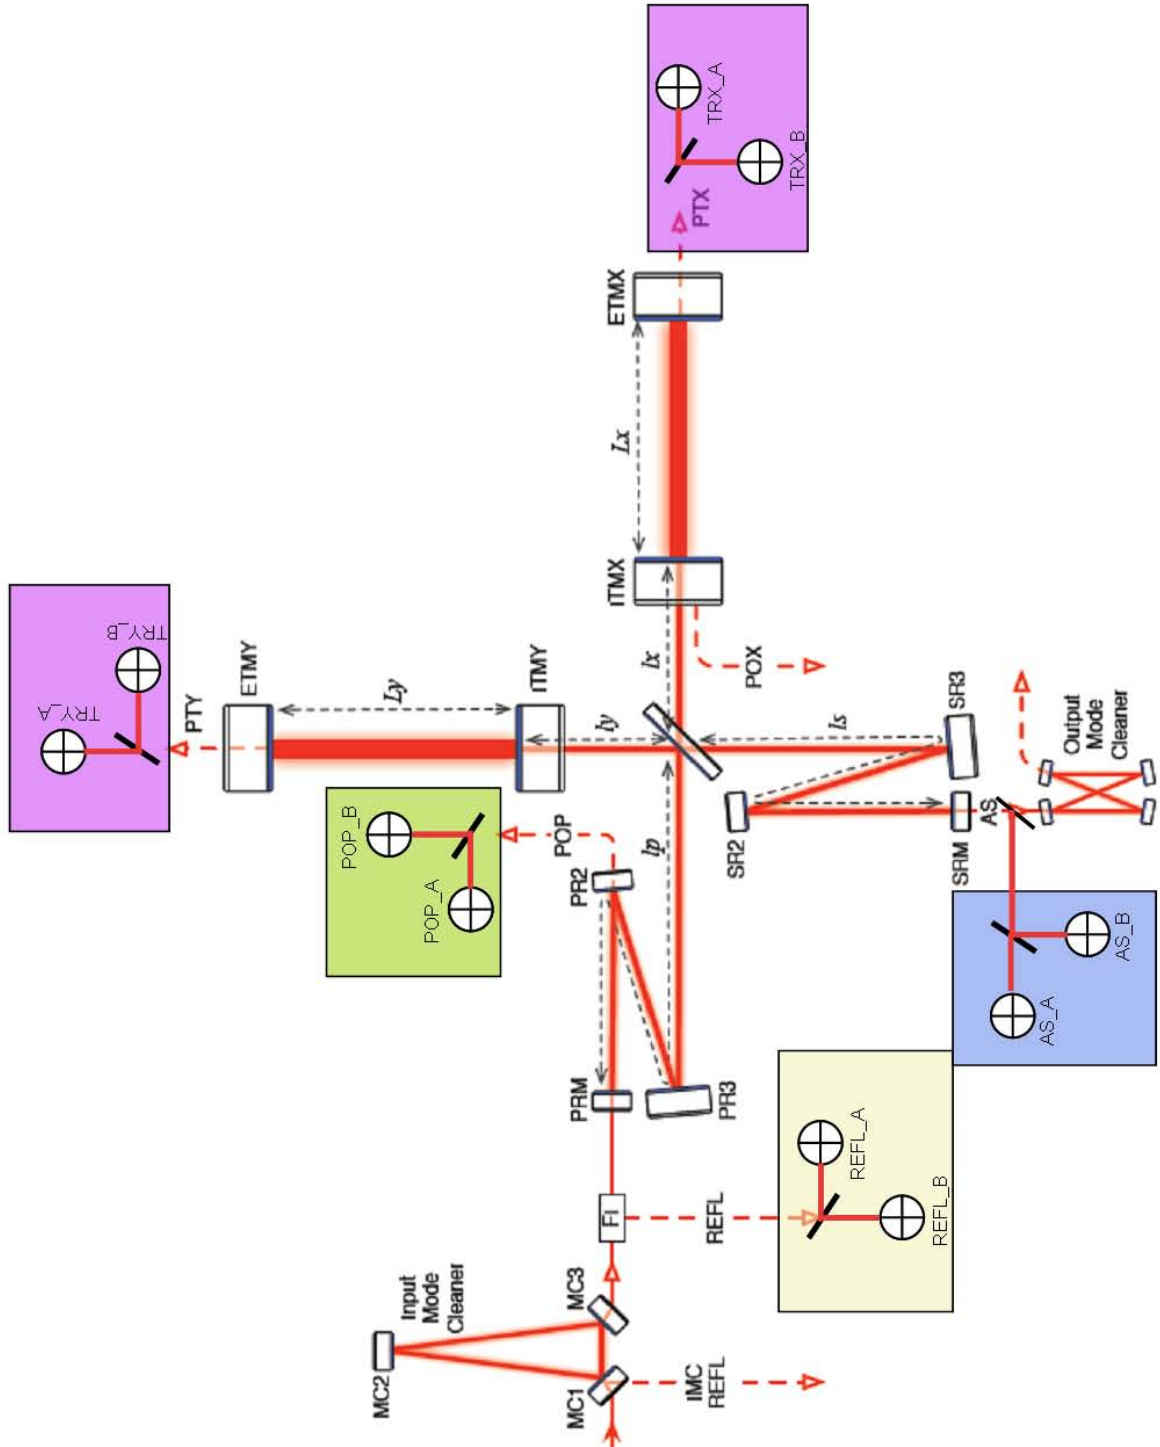 TRX_A
TRX_B
PTX
ETMX
Lx
ITMX
lx
POX
TRY_B
TRY_A
PTY
ETMY
Ly
ITMY
ly
ls
SR3
SR2
SRM
AS
Output
Mode
Cleaner
POP_B
POP_A
POP
PR2
lp
PRM
PR3
AS_B
AS_A
REFL_A
REFL_B
REFL
FI
MC3
Input
Mode
Cleaner
MC2
MC1
IMC
REFL